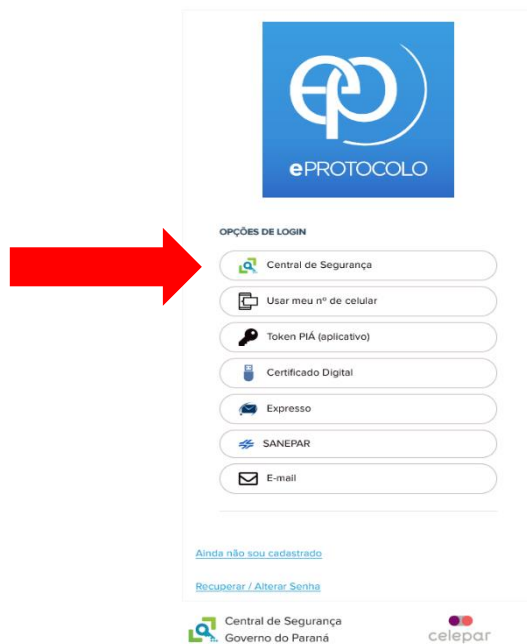 ep
ePROTOCOLO
OPÇÕES DE LOGIN
Central de Segurança
Usar meu nº de celular
Token PIÁ (aplicativo)
Certificado Digital
Expresso
SANEPAR
E-mail
Ainda não sou cadastrado
Recuperar / Alterar Senha
Central de Segurança
Governo do Paraná
celepar